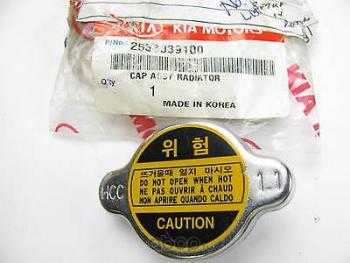 KIA MOTORS
P/NO.
2533039100
CAP ASSY RADIATOR
Q'TY
1
MADE IN KOREA
KIA
위험
뜨거울때 열지 마시오
DO NOT OPEN WHEN HOT
NE PAS OUVRIR À CHAUD
NON APRIRE QUANDO CALDO
CAUTION
HCC
1.1